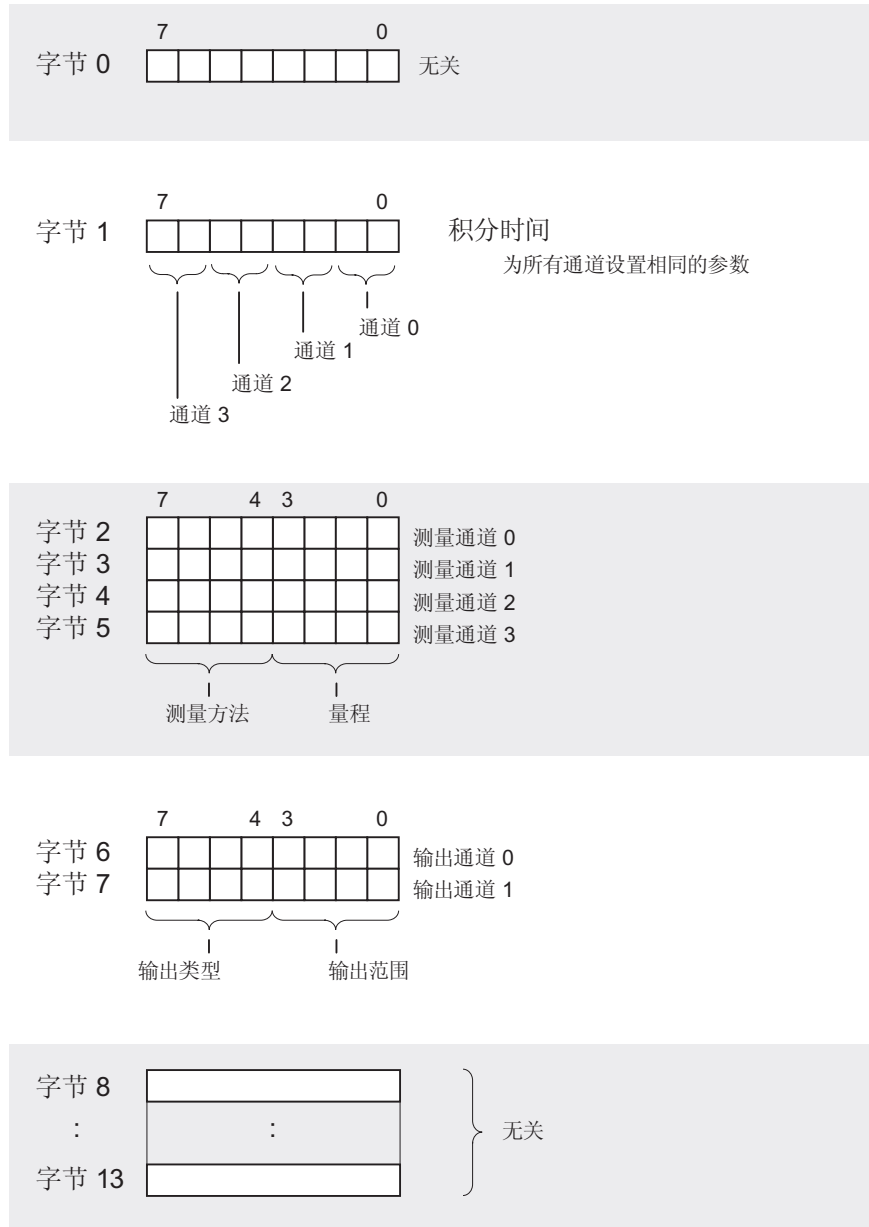 7 0
字节 0 无关
7 0
字节 1 积分时间
为所有通道设置相同的参数
通道 0
通道 1
通道 2
通道 3
7 4 3 0
字节 2 测量通道 0
字节 3 测量通道 1
字节 4 测量通道 2
字节 5 测量通道 3
测量方法 量程
7 4 3 0
字节 6 输出通道 0
字节 7 输出通道 1
输出类型 输出范围
字节 8
: : 无关
字节 13